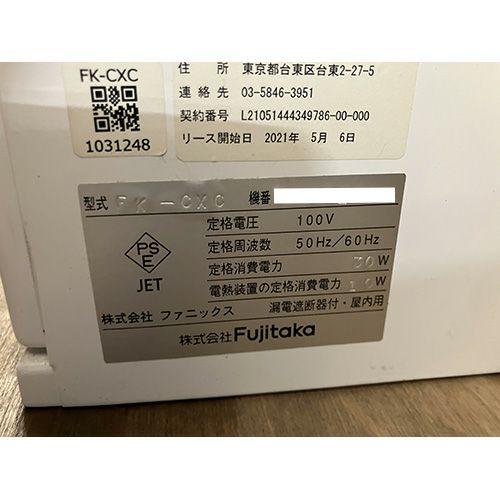 FK-CXC
1031248
住所 東京都台東区台東2-27-5
連絡先 03-5846-3951
契約番号 L21051444349786-00-000
リース開始日 2021年 5月 6日
型式 FK-CXC 機番
定格電圧 100V
定格周波数 50Hz/60Hz
定格消費電力 70W
電熱装置の定格消費電力 10W
PS
E
JET
株式会社 ファニックス 漏電遮断器付・屋内用
株式会社Fujitaka